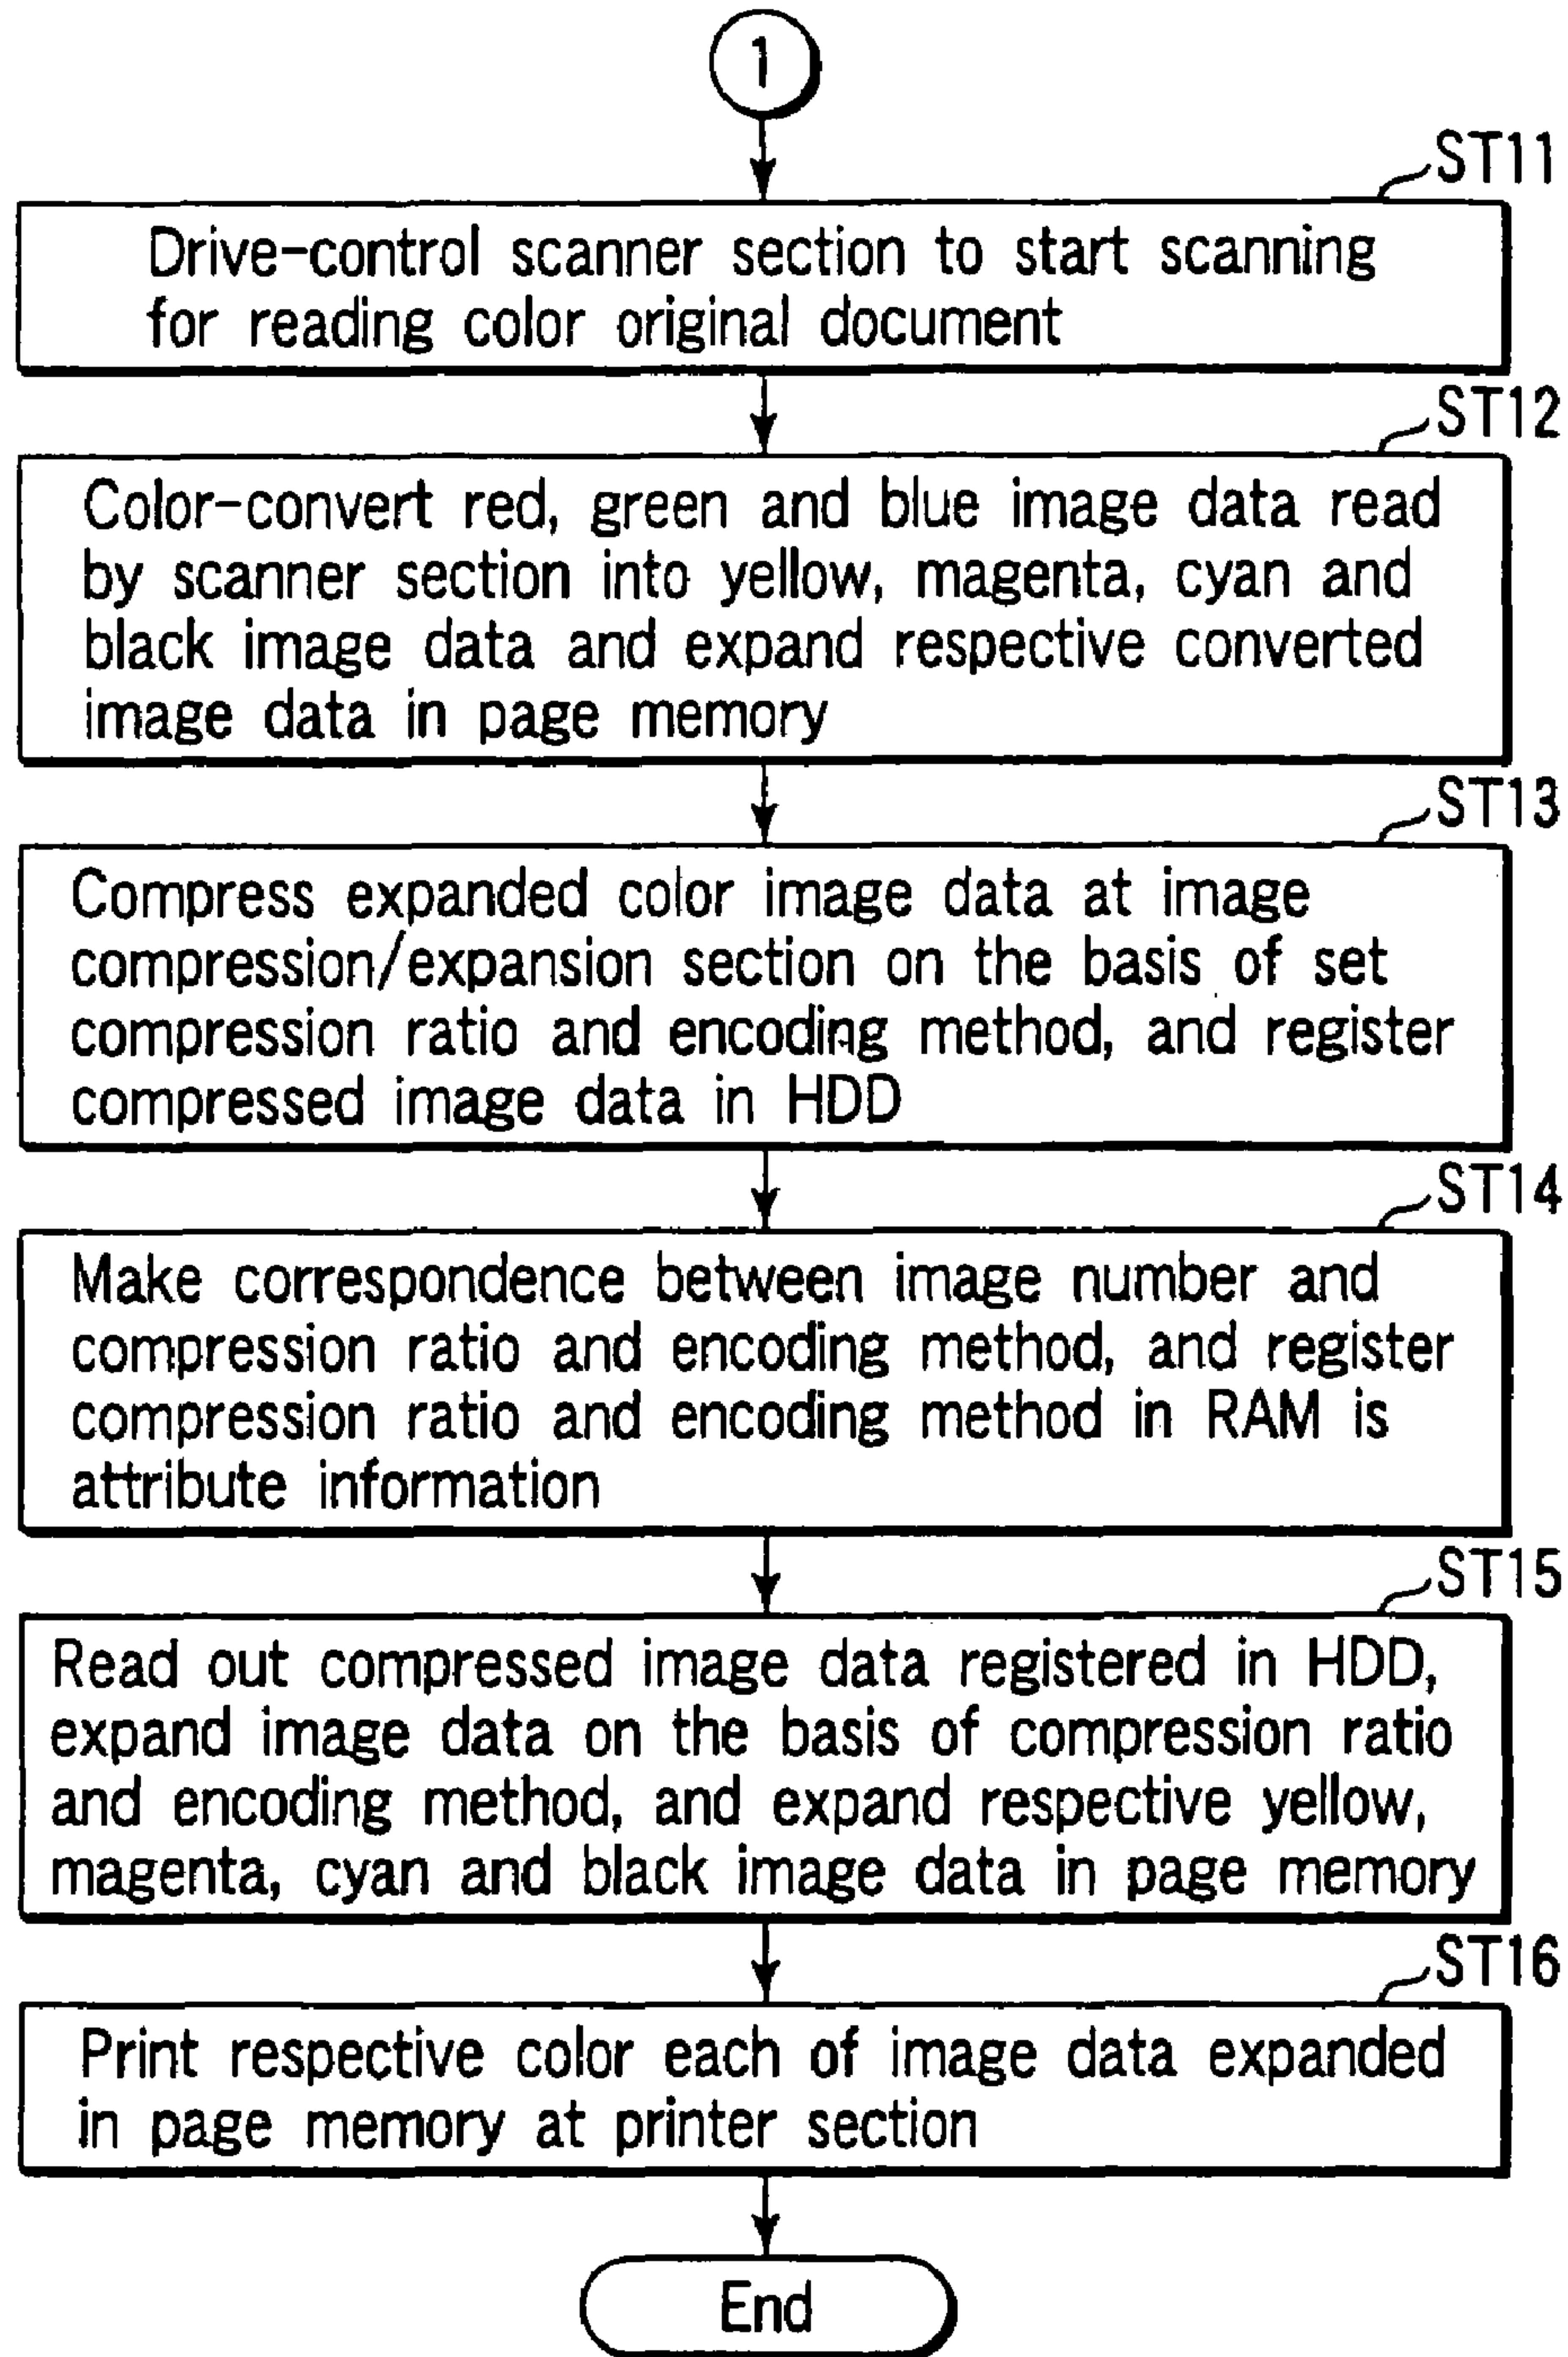 1
ST11
Drive-control scanner section to start scanning
for reading color original document
ST12
Color-convert red, green and blue image data read
by scanner section into yellow, magenta, cyan and
black image data and expand respective converted
image data in page memory
ST13
Compress expanded color image data at image
compression/expansion section on the basis of set
compression ratio and encoding method, and register
compressed image data in HDD
ST14
Make correspondence between image number and
compression ratio and encoding method, and register
compression ratio and encoding method in RAM is
attribute information
ST15
Read out compressed image data registered in HDD,
expand image data on the basis of compression ratio
and encoding method, and expand respective yellow,
magenta, cyan and black image data in page memory
ST16
Print respective color each of image data expanded
in page memory at printer section
End